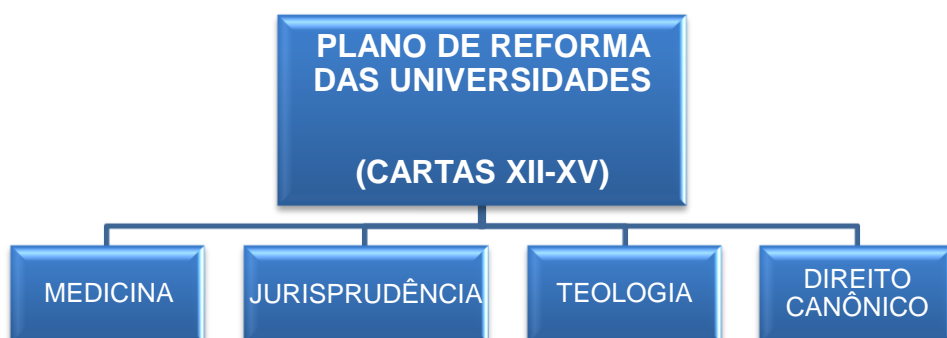 PLANO DE REFORMA
DAS UNIVERSIDADES
(CARTAS XII-XV)
MEDICINA
JURISPRUDÊNCIA
TEOLOGIA
DIREITO
CANÔNICO